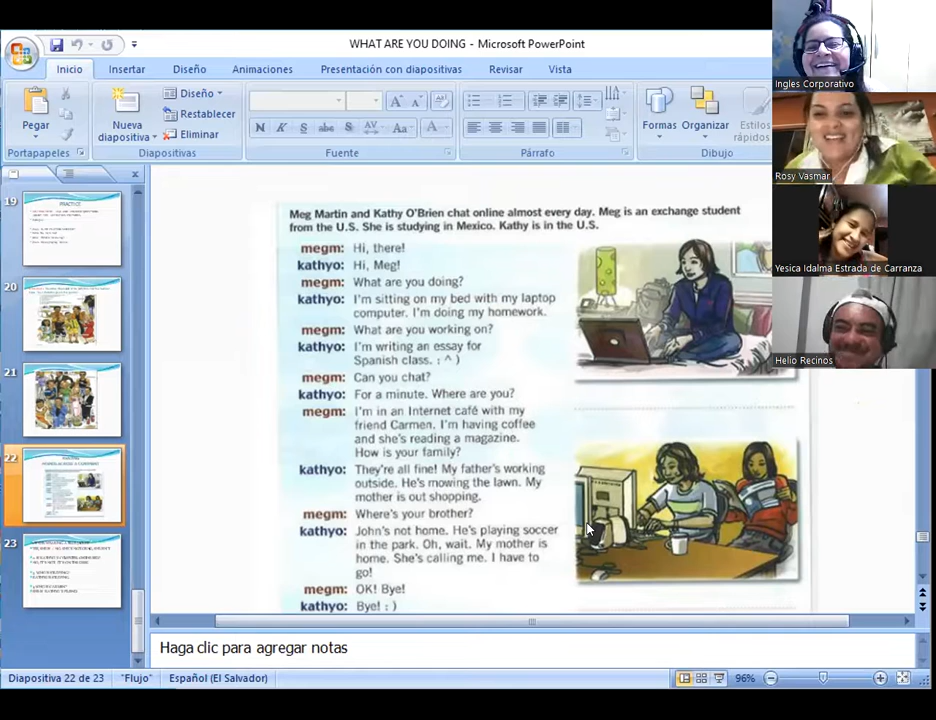 WHAT ARE YOU DOING - Microsoft PowerPoint
Inicio
Insertar
Diseño
Animaciones
Presentación con diapositivas
Revisar
Vista
Pegar
Nueva
diapositiva
Diseño
Restablecer
Eliminar
Formas
Organizar
Estilos
rápidos
Portapapeles
Diapositivas
Fuente
Párrafo
Dibujo
Ingles Corporativo
Rosy Vasmar
Yesica Idalma Estrada de Carranza
Helio Recinos
19
PRACTICE
20
21
22
23
Meg Martin and Kathy O'Brien chat online almost every day. Meg is an exchange student
from the U.S. She is studying in Mexico. Kathy is in the U.S.
megm: Hi, there!
kathyo: Hi, Meg!
megm: What are you doing?
kathyo: I'm sitting on my bed with my laptop
computer. I'm doing my homework.
megm: What are you working on?
kathyo: I'm writing an essay for
Spanish class. : ^ )
megm: Can you chat?
kathyo: For a minute. Where are you?
megm: I'm in an Internet café with my
friend Carmen. I'm having coffee
and she's reading a magazine.
How is your family?
kathyo: They're all fine! My father's working
outside. He's mowing the lawn. My
mother is out shopping.
megm: Where's your brother?
kathyo: John's not home. He's playing soccer
in the park. Oh, wait. My mother is
home. She's calling me. I have to
go!
megm: OK! Bye!
kathyo: Bye! : )
Haga clic para agregar notas
Diapositiva 22 de 23
"Flujo"
Español (El Salvador)
96%